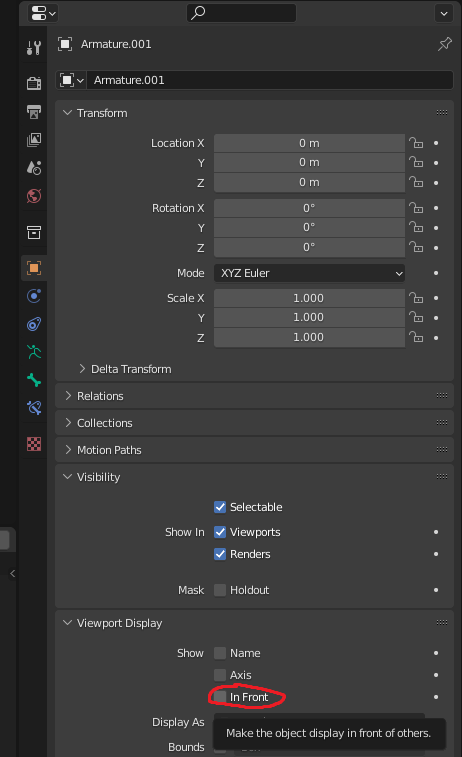 Armature.001
Armature.001
Transform
Location X 0 m
Y 0 m
Z 0 m
Rotation X 0°
Y 0°
Z 0°
Mode XYZ Euler
Scale X 1.000
Y 1.000
Z 1.000
Delta Transform
Relations
Collections
Motion Paths
Visibility
Selectable
Show In Viewports
Renders
Mask Holdout
Viewport Display
Show Name
Axis
In Front
Display As
Make the object display in front of others.
Bounds